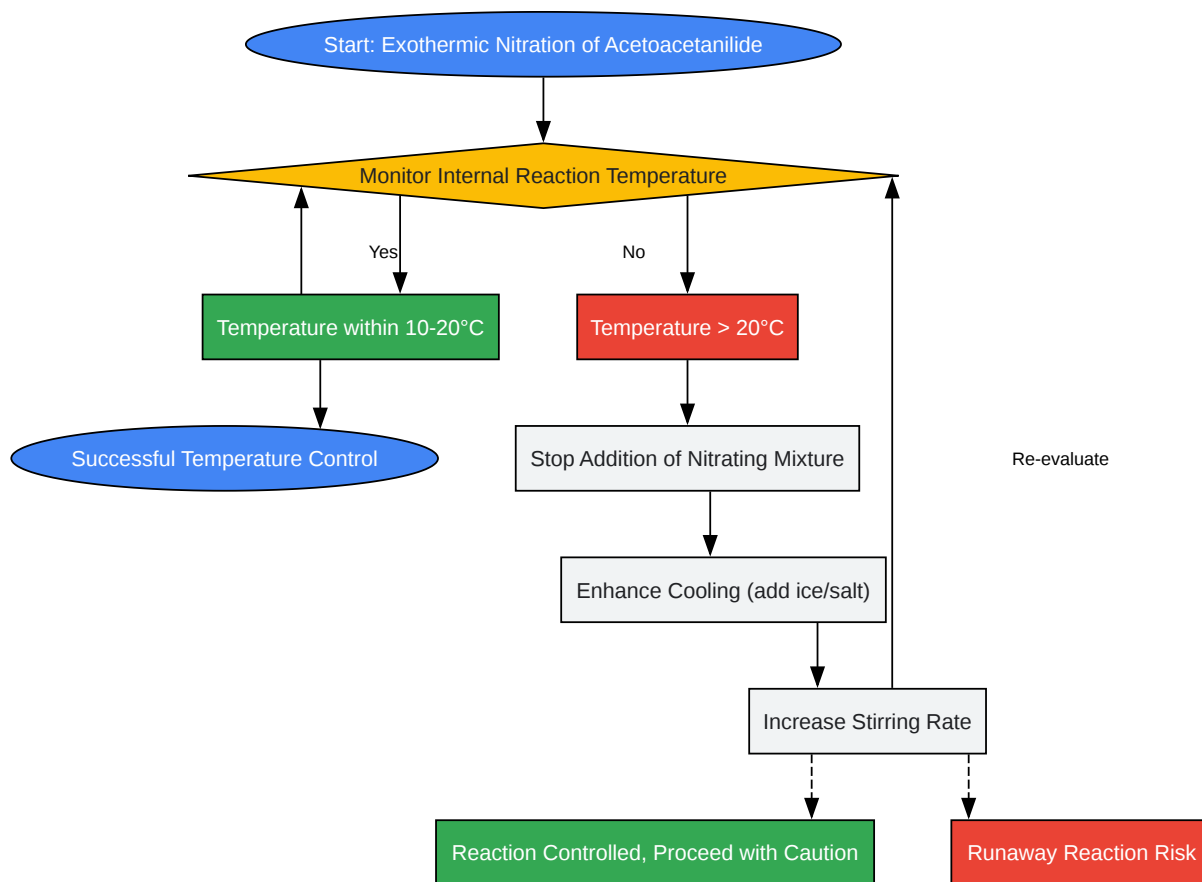 Start: Exothermic Nitration of Acetoacetanilide
Monitor Internal Reaction Temperature
Yes
No
Temperature within 10-20°C
Temperature > 20°C
Successful Temperature Control
Stop Addition of Nitrating Mixture
Re-evaluate
Enhance Cooling (add ice/salt)
Increase Stirring Rate
Reaction Controlled, Proceed with Caution
Runaway Reaction Risk